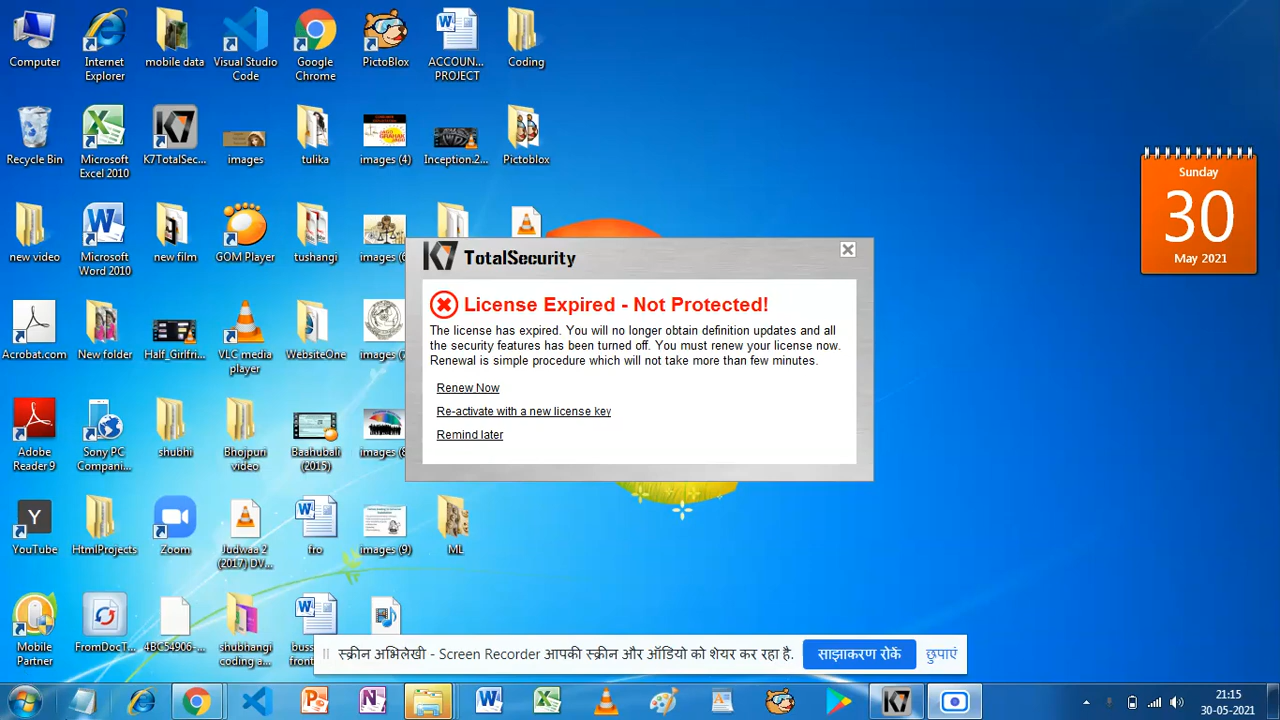 Computer
Internet
Explorer
mobile data
Visual Studio
Code
Google
Chrome
PictoBlox
ACCOUN...
PROJECT
Coding
Recycle Bin
Microsoft
Excel 2010
K7TotalSec...
images
tulika
images (4)
Inception.2...
Pictoblox
new video
Microsoft
Word 2010
new film
GOM Player
tushangi
Sunday
30
May 2021
K7 TotalSecurity
License Expired - Not Protected!
The license has expired. You will no longer obtain definition updates and all
the security features has been turned off. You must renew your license now.
Renewal is simple procedure which will not take more than few minutes.
Renew Now
Re-activate with a new license key
Remind later
Acrobat.com
New folder
Half_Girlfri...
VLC media
player
WebsiteOne
Adobe
Reader 9
Sony PC
Compani...
shubhi
Bhojpuri
video
Baahubali
(2015)
YouTube
HtmlProjects
Zoom
Judwaa 2
(2017) DV...
fro
images (9)
ML
Mobile
Partner
FromDocT...
4BC54906-...
shubhangi
coding a...
स्क्रीन अभिलेखी - Screen Recorder आपकी स्क्रीन और ऑडियो को शेयर कर रहा है.
साझाकरण रोकें
छुपाएं
21:15
30-05-2021